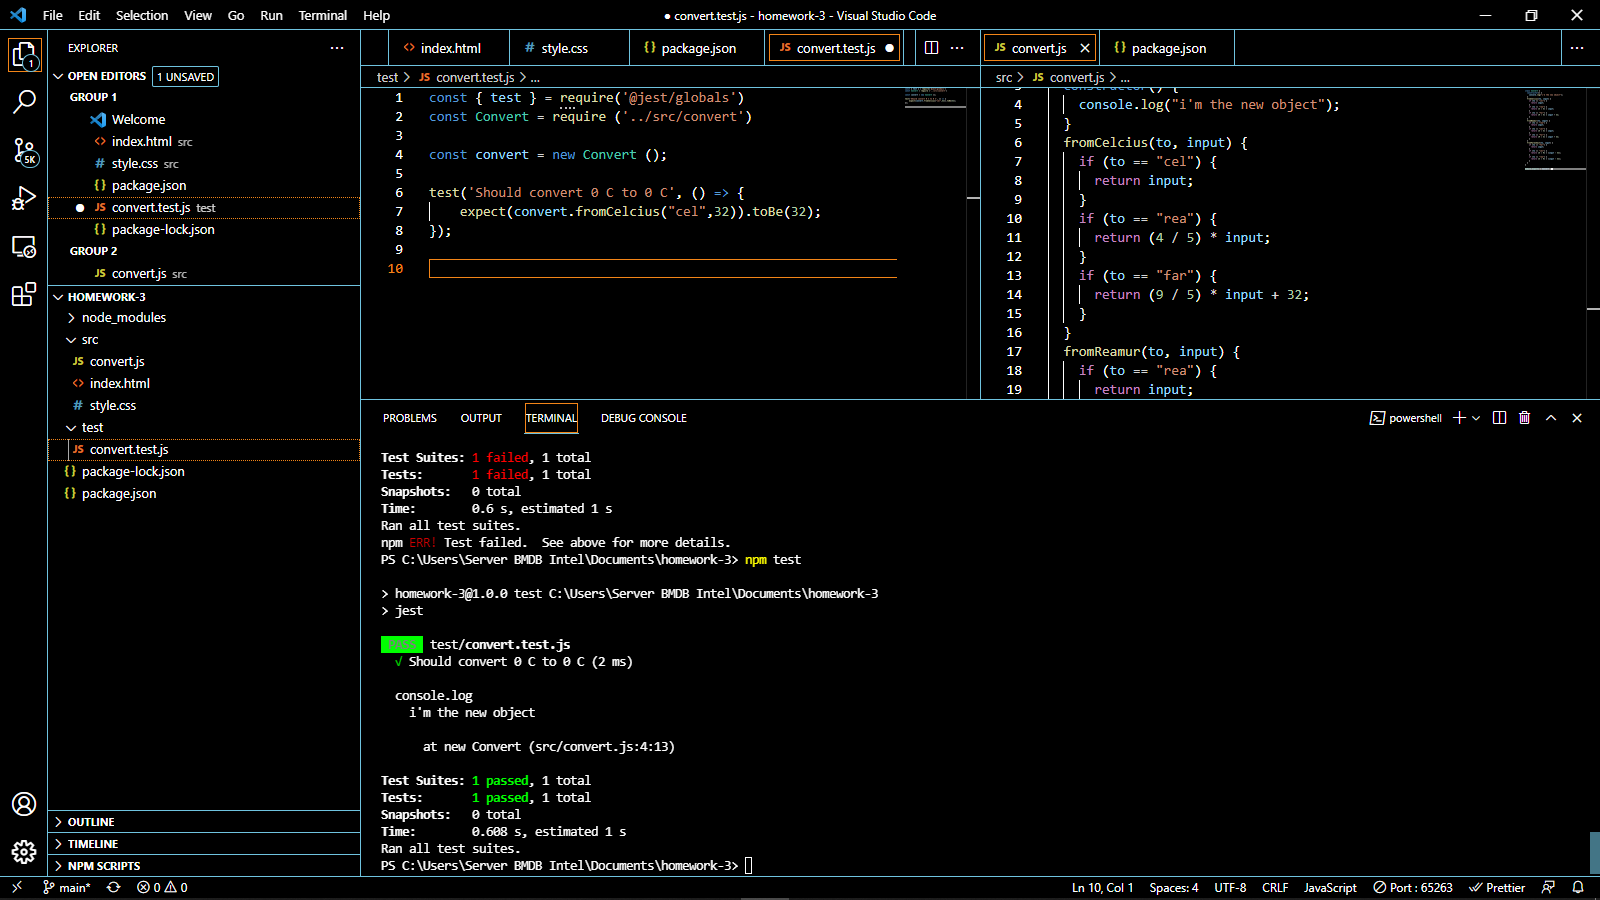 File Edit Selection View Go Run Terminal Help
● convert.test.js - homework-3 - Visual Studio Code
EXPLORER
OPEN EDITORS 1 UNSAVED
GROUP 1
Welcome
index.html src
style.css src
package.json
convert.test.js test
package-lock.json
GROUP 2
convert.js src
HOMEWORK-3
node_modules
src
convert.js
index.html
style.css
test
convert.test.js
package-lock.json
package.json
OUTLINE
TIMELINE
NPM SCRIPTS
1
5K
index.html
style.css
package.json
convert.test.js
test > JS convert.test.js > ...
1 const { test } = require('@jest/globals')
2 const Convert = require ('../src/convert')
3
4 const convert = new Convert ();
5
6 test('Should convert 0 C to 0 C', () => {
7 expect(convert.fromCelcius("cel",32)).toBe(32);
8 });
9
10
convert.js
package.json
src > JS convert.js > ...
3 constructor() {
4 console.log("i'm the new object");
5 }
6 fromCelcius(to, input) {
7 if (to == "cel") {
8 return input;
9 }
10 if (to == "rea") {
11 return (4 / 5) * input;
12 }
13 if (to == "far") {
14 return (9 / 5) * input + 32;
15 }
16 }
17 fromReamur(to, input) {
18 if (to == "rea") {
19 return input;
PROBLEMS OUTPUT TERMINAL DEBUG CONSOLE
powershell
Test Suites: 1 failed, 1 total
Tests: 1 failed, 1 total
Snapshots: 0 total
Time: 0.6 s, estimated 1 s
Ran all test suites.
npm ERR! Test failed. See above for more details.
PS C:\Users\Server BMDB Intel\Documents\homework-3> npm test
> homework-3@1.0.0 test C:\Users\Server BMDB Intel\Documents\homework-3
> jest
PASS test/convert.test.js
√ Should convert 0 C to 0 C (2 ms)
console.log
i'm the new object
at new Convert (src/convert.js:4:13)
Test Suites: 1 passed, 1 total
Tests: 1 passed, 1 total
Snapshots: 0 total
Time: 0.608 s, estimated 1 s
Ran all test suites.
PS C:\Users\Server BMDB Intel\Documents\homework-3>
main* 0 0
Ln 10, Col 1 Spaces: 4 UTF-8 CRLF JavaScript Port : 65263 Prettier